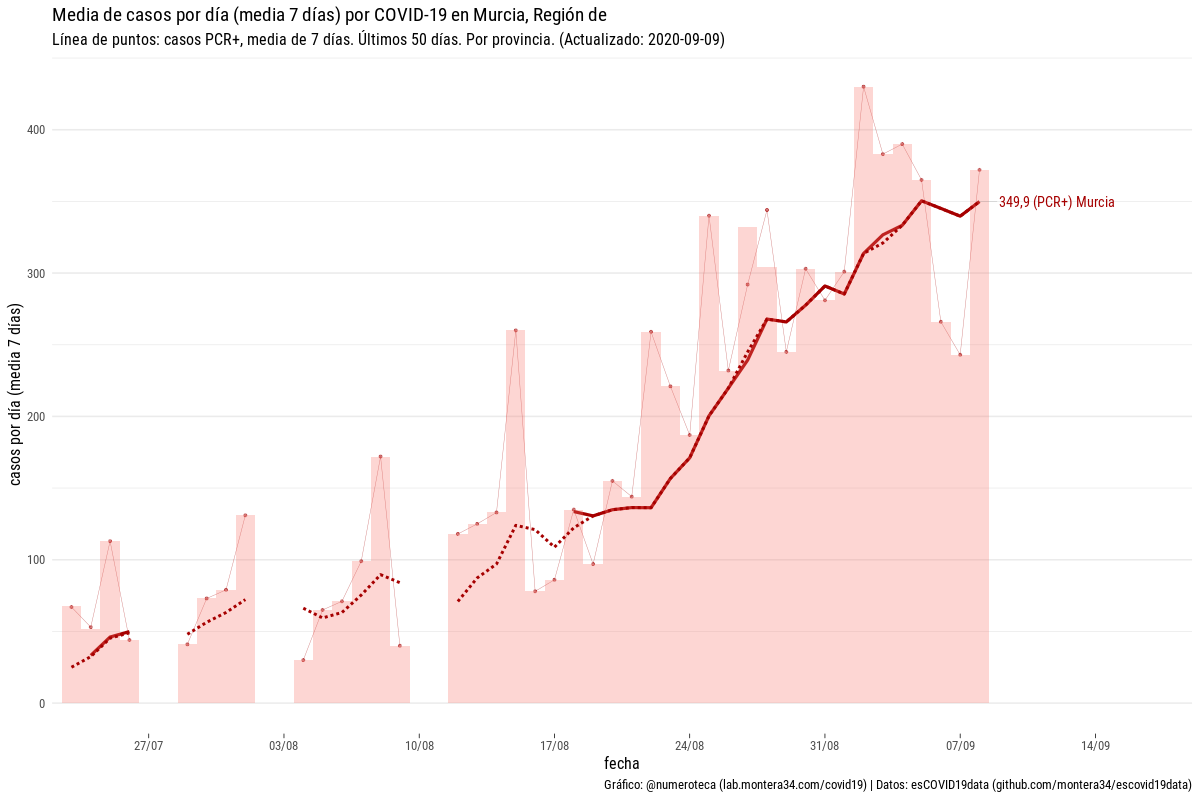 Media de casos por día (media 7 días) por COVID-19 en Murcia, Región de
Línea de puntos: casos PCR+, media de 7 días. Últimos 50 días. Por provincia. (Actualizado: 2020-09-09)
casos por día (media 7 días)
400
300
200
100
0
349,9 (PCR+) Murcia
27/07
03/08
10/08
17/08
24/08
31/08
07/09
14/09
fecha
Gráfico: @numeroteca (lab.montera34.com/covid19) | Datos: esCOVID19data (github.com/montera34/escovid19data)